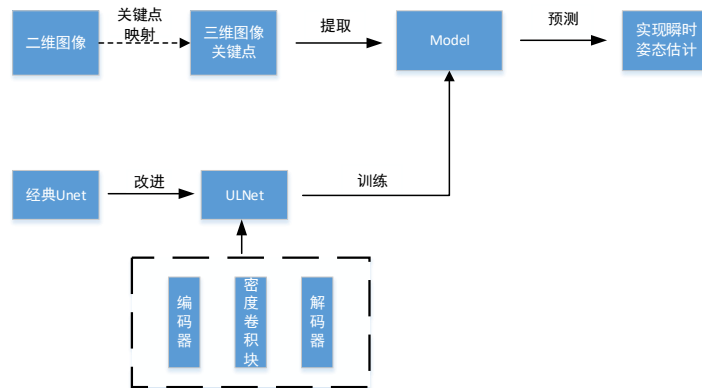 关键点
映射
提取
预测
二维图像
三维图像
关键点
Model
实现瞬时
姿态估计
经典Unet
改进
ULNet
训练
编码器
密度卷积块
解码器